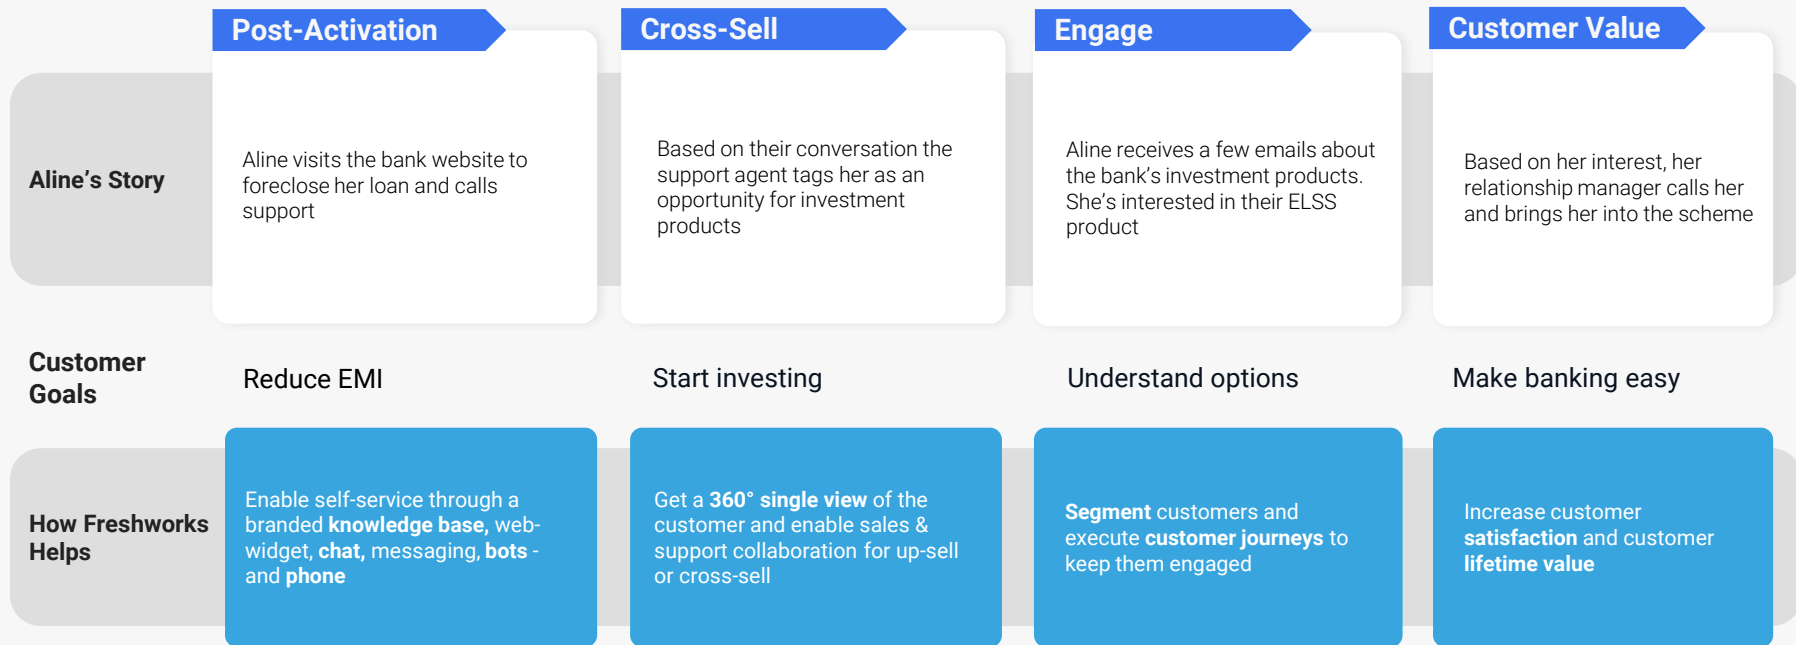 Post-Activation
Cross-Sell
Engage
Customer Value
Aline’s Story
Aline visits the bank website to
foreclose her loan and calls
support
Based on their conversation the
support agent tags her as an
opportunity for investment
products
Aline receives a few emails about
the bank’s investment products.
She’s interested in their ELSS
product
Based on her interest, her
relationship manager calls her
and brings her into the scheme
Customer
Goals
Reduce EMI
Start investing
Understand options
Make banking easy
How Freshworks
Helps
Enable self-service through a
branded knowledge base, web-
widget, chat, messaging, bots -
and phone
Get a 360° single view of the
customer and enable sales &
support collaboration for up-sell
or cross-sell
Segment customers and
execute customer journeys to
keep them engaged
Increase customer
satisfaction and customer
lifetime value